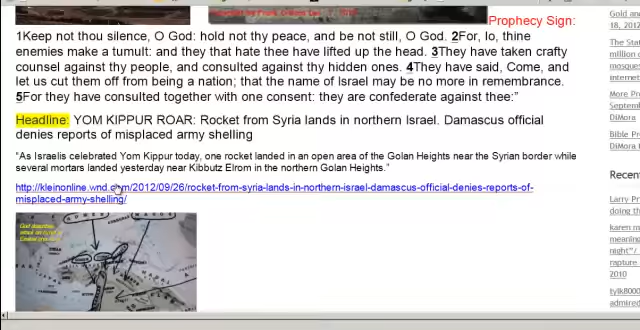 Prophecy Sign:
1Keep not thou silence, O God: hold not thy peace, and be not still, O God. 2For, lo, thine
enemies make a tumult: and they that hate thee have lifted up the head. 3They have taken crafty
counsel against thy people, and consulted against thy hidden ones. 4They have said, Come, and
let us cut them off from being a nation; that the name of Israel may be no more in remembrance.
5For they have consulted together with one consent: they are confederate against thee:”
Headline: YOM KIPPUR ROAR: Rocket from Syria lands in northern Israel. Damascus official
denies reports of misplaced army shelling
"As Israelis celebrated Yom Kippur today, one rocket landed in an open area of the Golan Heights near the Syrian border while
several mortars landed yesterday near Kibbutz Elrom in the northern Golan Heights."
http://kleinonline.wnd.com/2012/09/26/rocket-from-syria-lands-in-northern-israel-damascus-official-denies-reports-of-
misplaced-army-shelling/
Gold an
18, 2012
The Stat
million o
mosques
internet
More Pr
Septemb
DiMora
Bible Pr
DiMora
Recent
Larry Pr
doing th
karen m
meaning
night"/
rapture
2012
kylk8000
admired